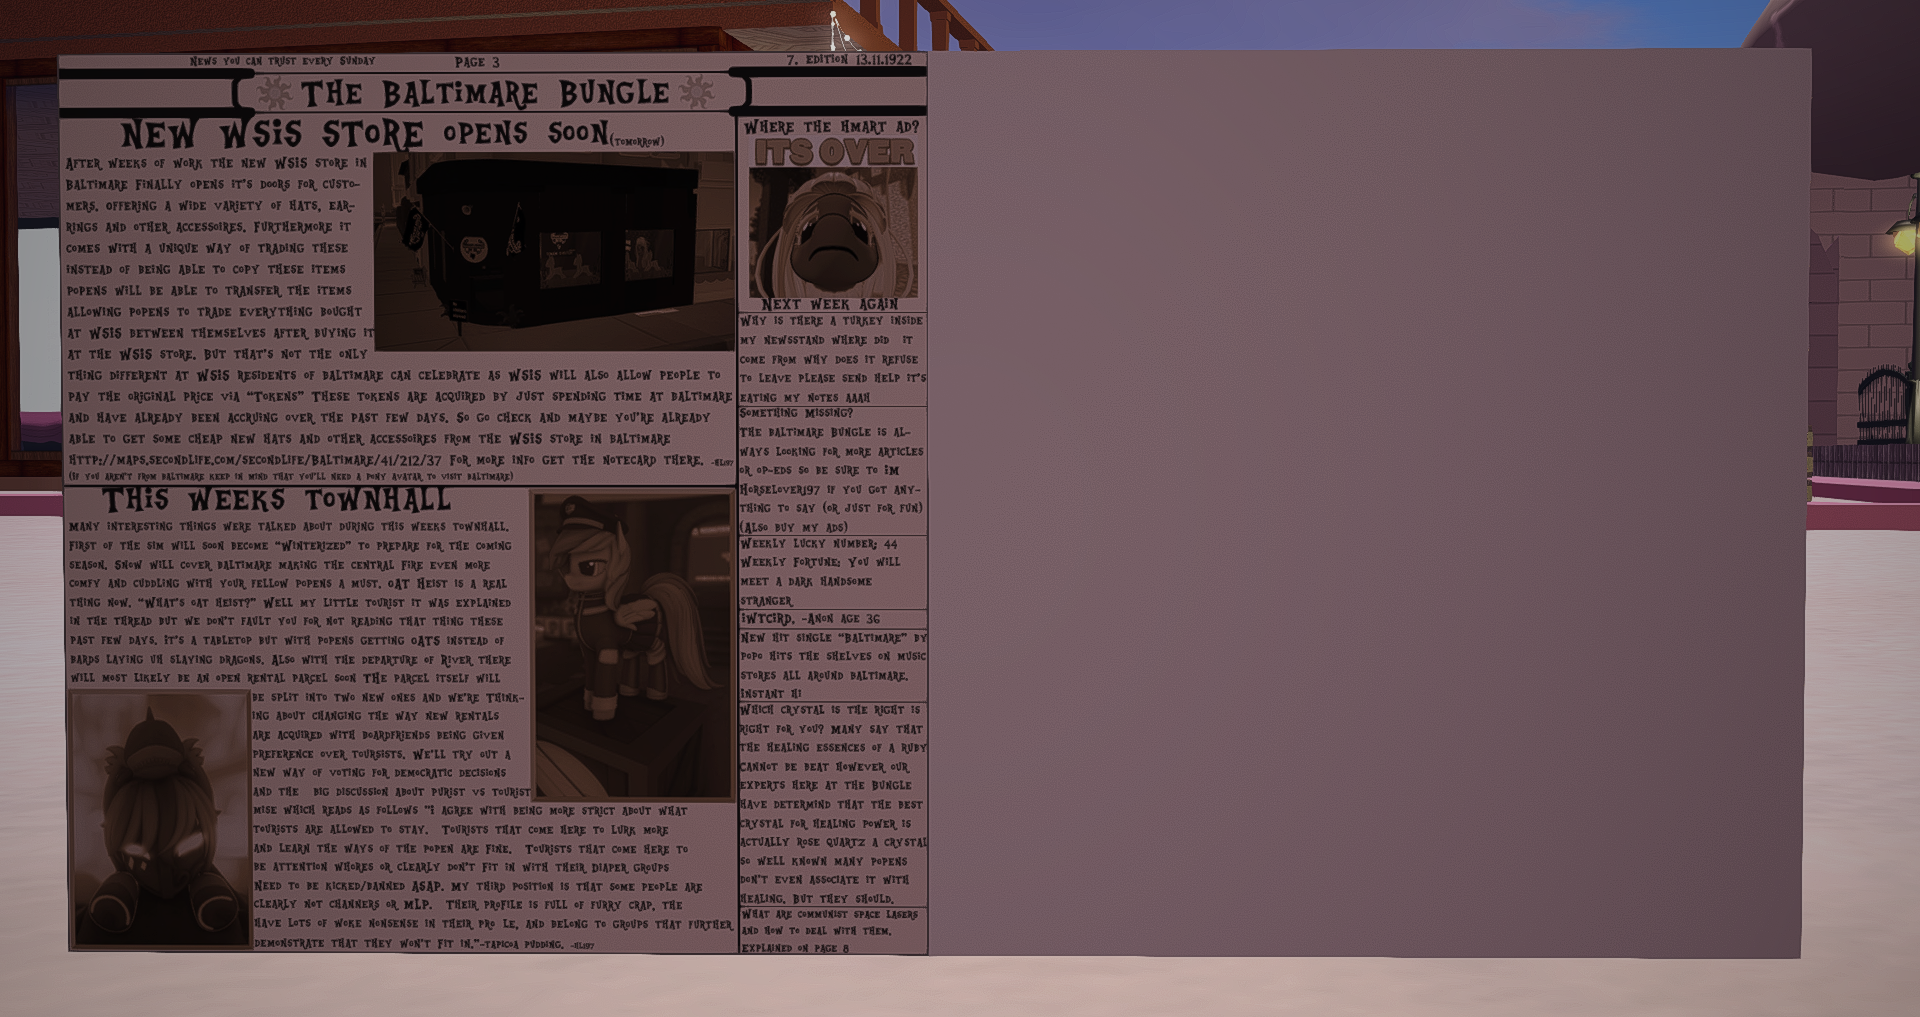 News you can trust every Sunday
Page 3
7. Edition 13.11.1922
The Baltimare Bungle
New WSiS store opens soon(tomorrow)
After weeks of work the new WSiS store in
Baltimare finally opens it's doors for custo-
mers. Offering a wide variety of hats, ear-
rings and other accessoires. Furthermore it
comes with a unique way of trading these
instead of being able to copy these items
popens will be able to transfer the items
allowing popens to trade everything bought
at WSiS between themselves after buying it
at the WSiS store. But that's not the only
thing different at WSiS residents of Baltimare can celebrate as WSiS will also allow people to
pay the original price via "Tokens" These tokens are acquired by just spending time at Baltimare
and have already been accruing over the past few days. So go check and maybe you're already
able to get some cheap new hats and other accessoires from the WSiS store in Baltimare
http://maps.secondlife.com/secondlife/Baltimare/41/212/37 For more info get the notecard there. -HL197
(If you aren't from Baltimare keep in mind that you'll need a pony avatar to visit Baltimare)
This weeks townhall
Many interesting things were talked about during this weeks townhall.
First of the sim will soon become "Winterized" to prepare for the coming
season. Snow will cover Baltimare making the central fire even more
comfy and cuddling with your fellow popens a must. Oat Heist is a real
thing now. "What's Oat Heist?" Well my little tourist it was explained
in the thread but we don't fault you for not reading that thing these
past few days. It's a tabletop but with popens getting oats instead of
bards laying uh slaying dragons. Also with the departure of River there
will most likely be an open rental parcel soon the parcel itself will
be split into two new ones and we're think-
ing about changing the way new rentals
are acquired with boardfriends being given
preference over toursists. We'll try out a
new way of voting for democratic decisions
and the big discussion about purist vs tourist
mise which reads as follows "I agree with being more strict about what
tourists are allowed to stay. Tourists that come here to lurk more
and learn the ways of the popen are fine. Tourists that come here to
be attention whores or clearly don't fit in with their diaper groups
need to be kicked/banned ASAP. My third position is that some people are
clearly not channers or MLP. Their profile is full of furry crap, the
have lots of woke nonsense in their pro le, and belong to groups that further
demonstrate that they won't fit in."-Tapicoa Pudding. -HL197
Where the Hmart ad?
ITS OVER
Next week again
Why is there a turkey inside
my newsstand where did it
come from why does it refuse
to leave please send help it's
eating my notes aaah
Something missing?
The Baltimare Bungle is al-
ways looking for more articles
or op-eds so be sure to IM
Horselover197 if you got any-
thing to say (or just for fun)
(Also buy my ads)
Weekly lucky number: 44
Weekly fortune: You will
meet a dark handsome
stranger
IWTCIRD. -Anon age 36
New hit single "Baltimare" by
Popo hits the shelves on music
stores all around Baltimare.
Instant hi
Which crystal is the right is
right for you? Many say that
the healing essences of a ruby
cannot be beat however our
experts here at the Bungle
have determind that the best
crystal for healing power is
actually rose quartz a crystal
so well known many popens
don't even associate it with
healing. But they should.
What are communist space lasers
and how to deal with them.
Explained on page 8